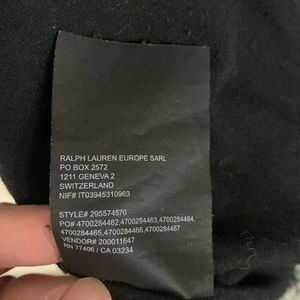 RALPH LAUREN EUROPE SARL
PO BOX 2572
1211 GENEVA 2
SWITZERLAND
NIF# IT03945310963
STYLE# 295574570
PO# 4700284462,4700284463,4700284464,
4700284465,4700284466,4700284467
VENDOR# 200011647
RN 77406 / CA 03234